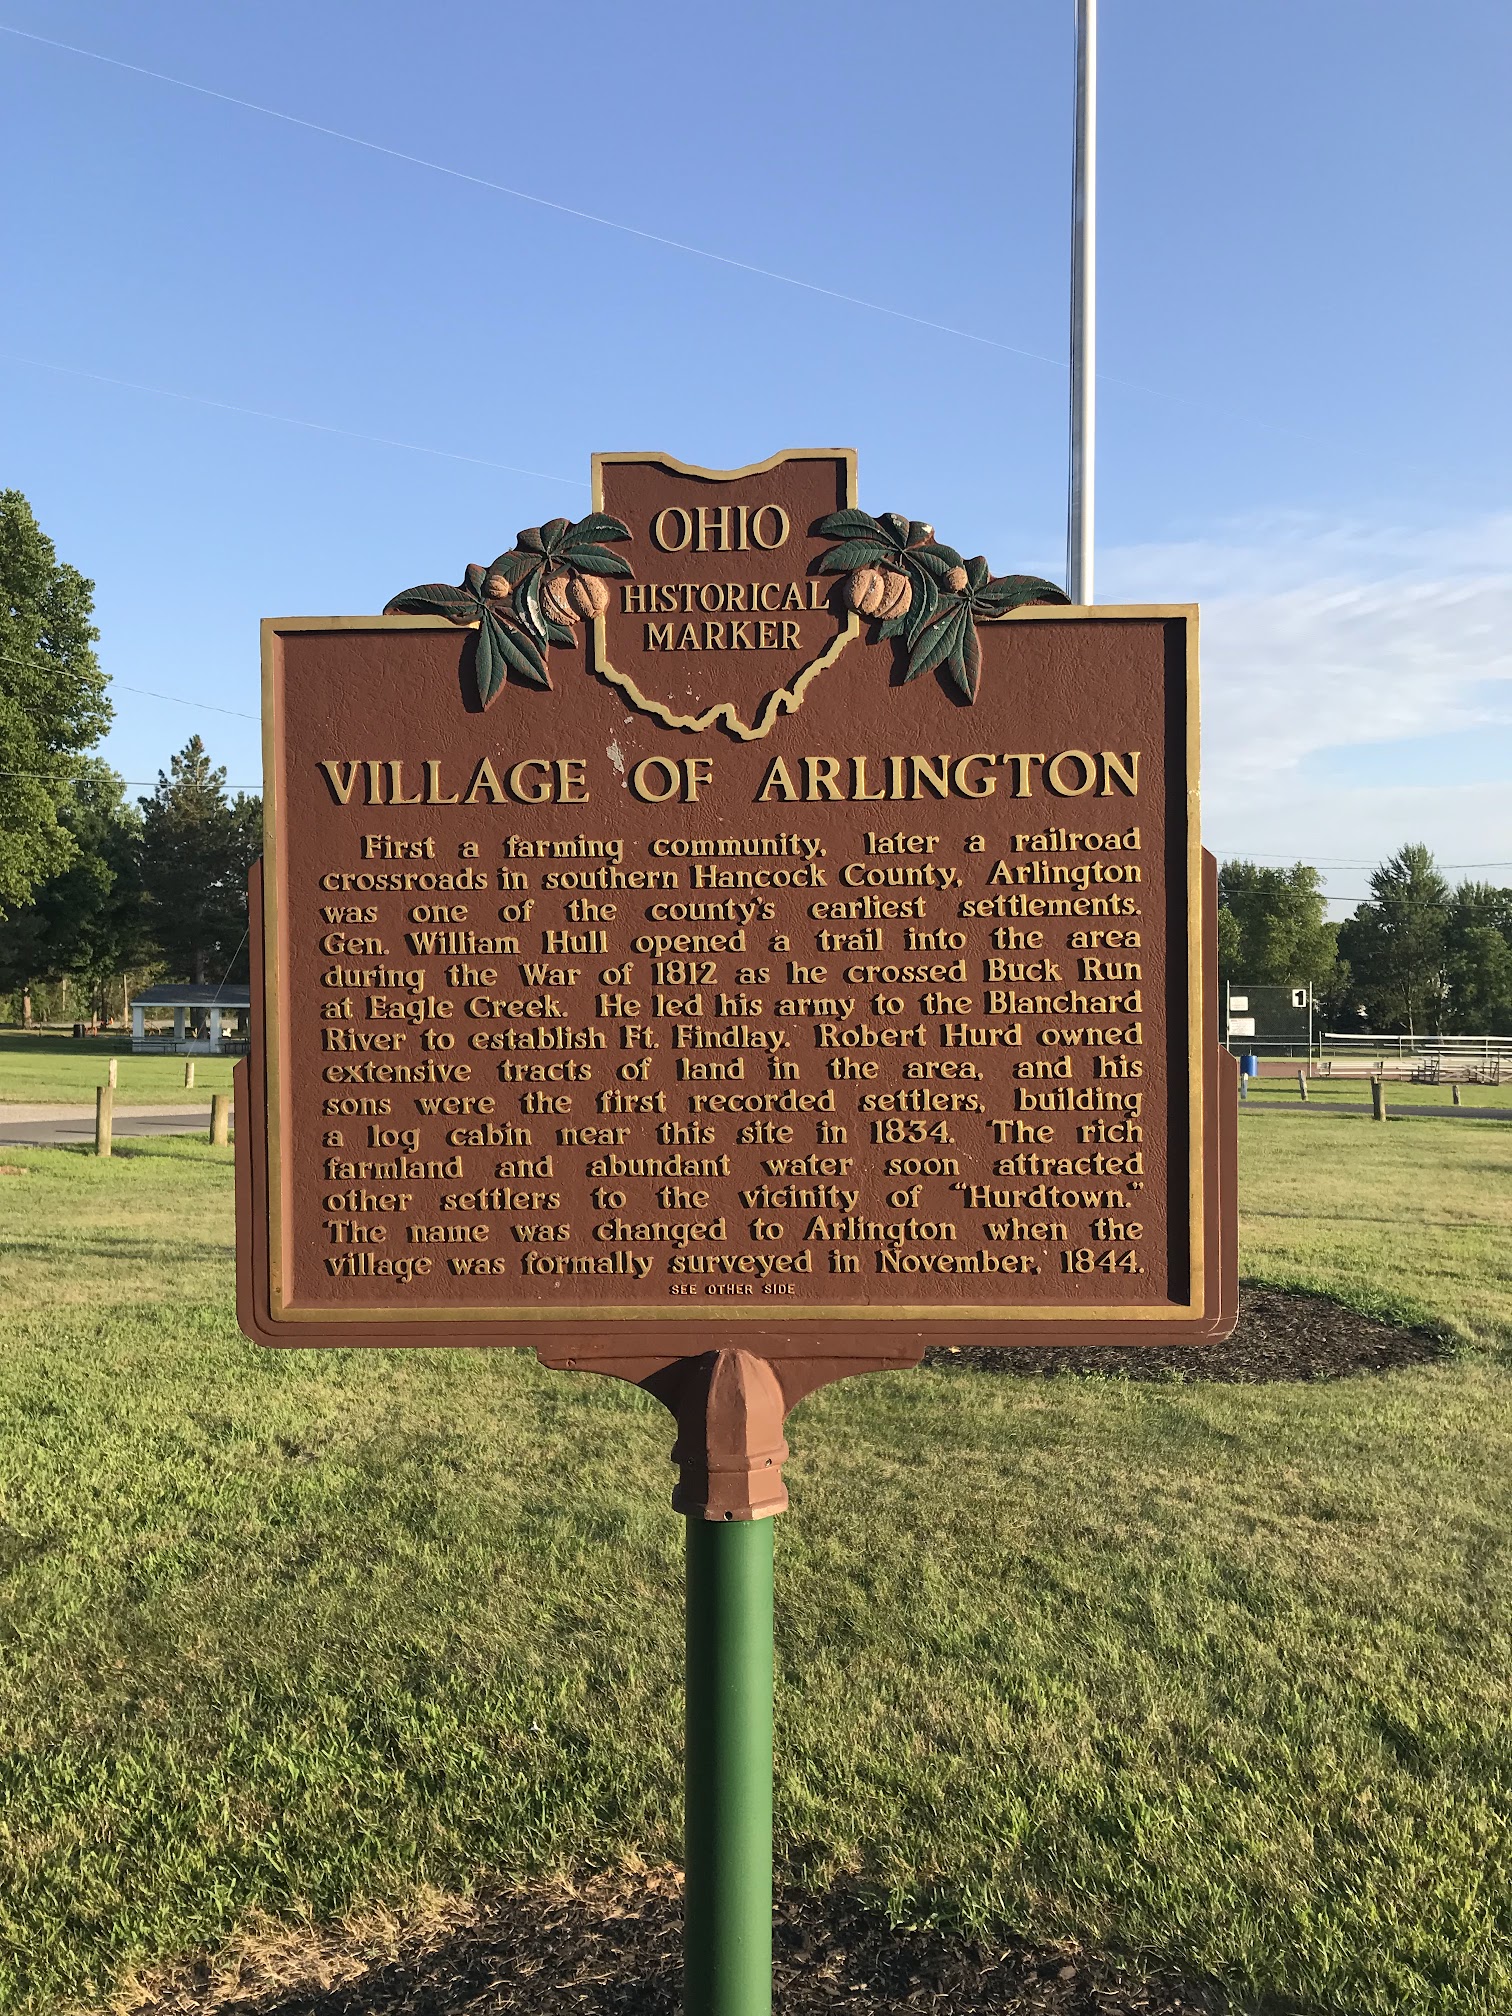 OHIO
HISTORICAL
MARKER
VILLAGE OF ARLINGTON
First a farming community, later a railroad
crossroads in southern Hancock County, Arlington
was one of the county's earliest settlements.
Gen. William Hull opened a trail into the area
during the War of 1812 as he crossed Buck Run
at Eagle Creek. He led his army to the Blanchard
River to establish Ft. Findlay. Robert Hurd owned
extensive tracts of land in the area, and his
sons were the first recorded settlers, building
a log cabin near this site in 1834. The rich
farmland and abundant water soon attracted
other settlers to the vicinity of "Hurdtown."
The name was changed to Arlington when the
village was formally surveyed in November, 1844.
SEE OTHER SIDE
1